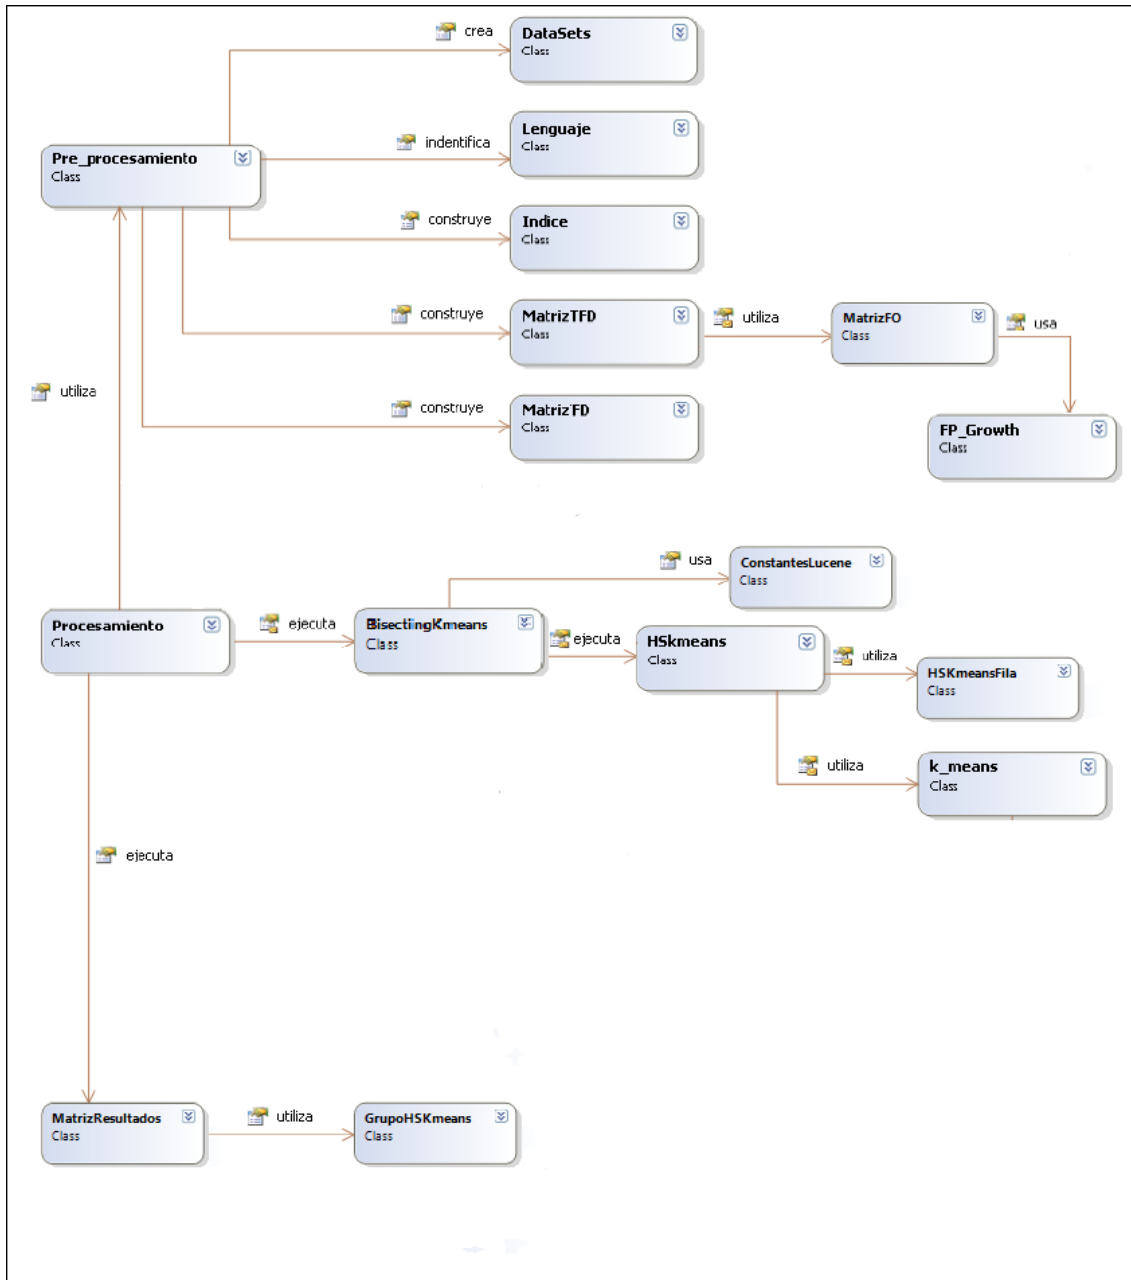 crea
DataSets
Class
indentifica
Lenguaje
Class
Pre_procesamiento
Class
construye
Indice
Class
construye
MatrizTFD
Class
utiliza
MatrizFO
Class
usa
utiliza
construye
MatrizTD
Class
FP_Growth
Class
usa
ConstantesLucene
Class
Procesamiento
Class
ejecuta
BisectiingKmeans
Class
ejecuta
HSkmeans
Class
utiliza
HSKmeansFila
Class
utiliza
k_means
Class
ejecuta
MatrizResultados
Class
utiliza
GrupoHSKmeans
Class